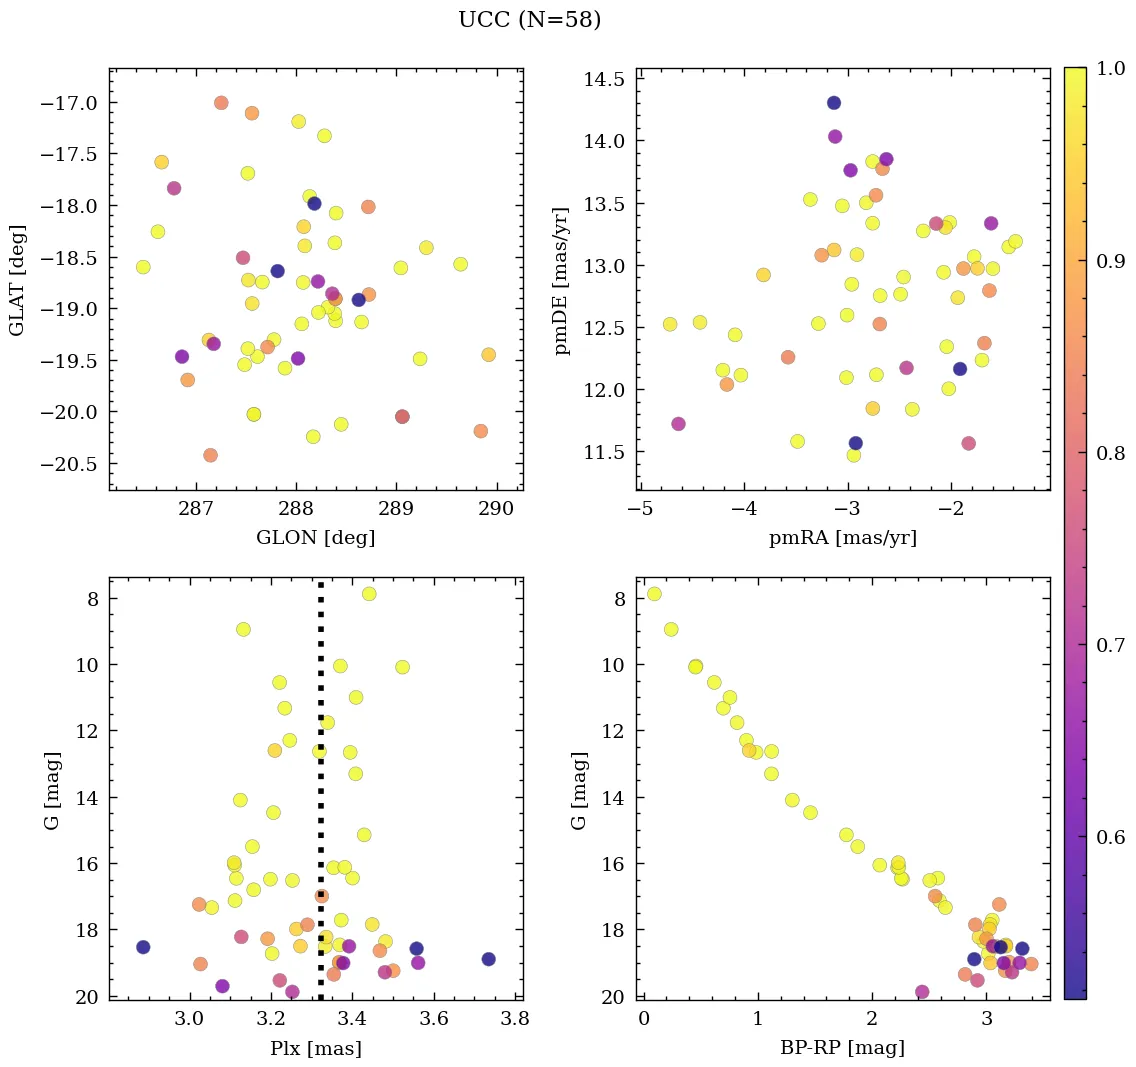 UCC (N=58)
−17.0
−17.5
−18.0
−18.5
−19.0
−19.5
−20.0
−20.5
GLAT [deg]
287 288 289 290
GLON [deg]
14.5
14.0
13.5
13.0
12.5
12.0
11.5
pmDE [mas/yr]
−5 −4 −3 −2
pmRA [mas/yr]
8
10
12
14
16
18
20
G [mag]
3.0 3.2 3.4 3.6 3.8
Plx [mas]
8
10
12
14
16
18
20
G [mag]
0 1 2 3
BP-RP [mag]
1.0
0.9
0.8
0.7
0.6